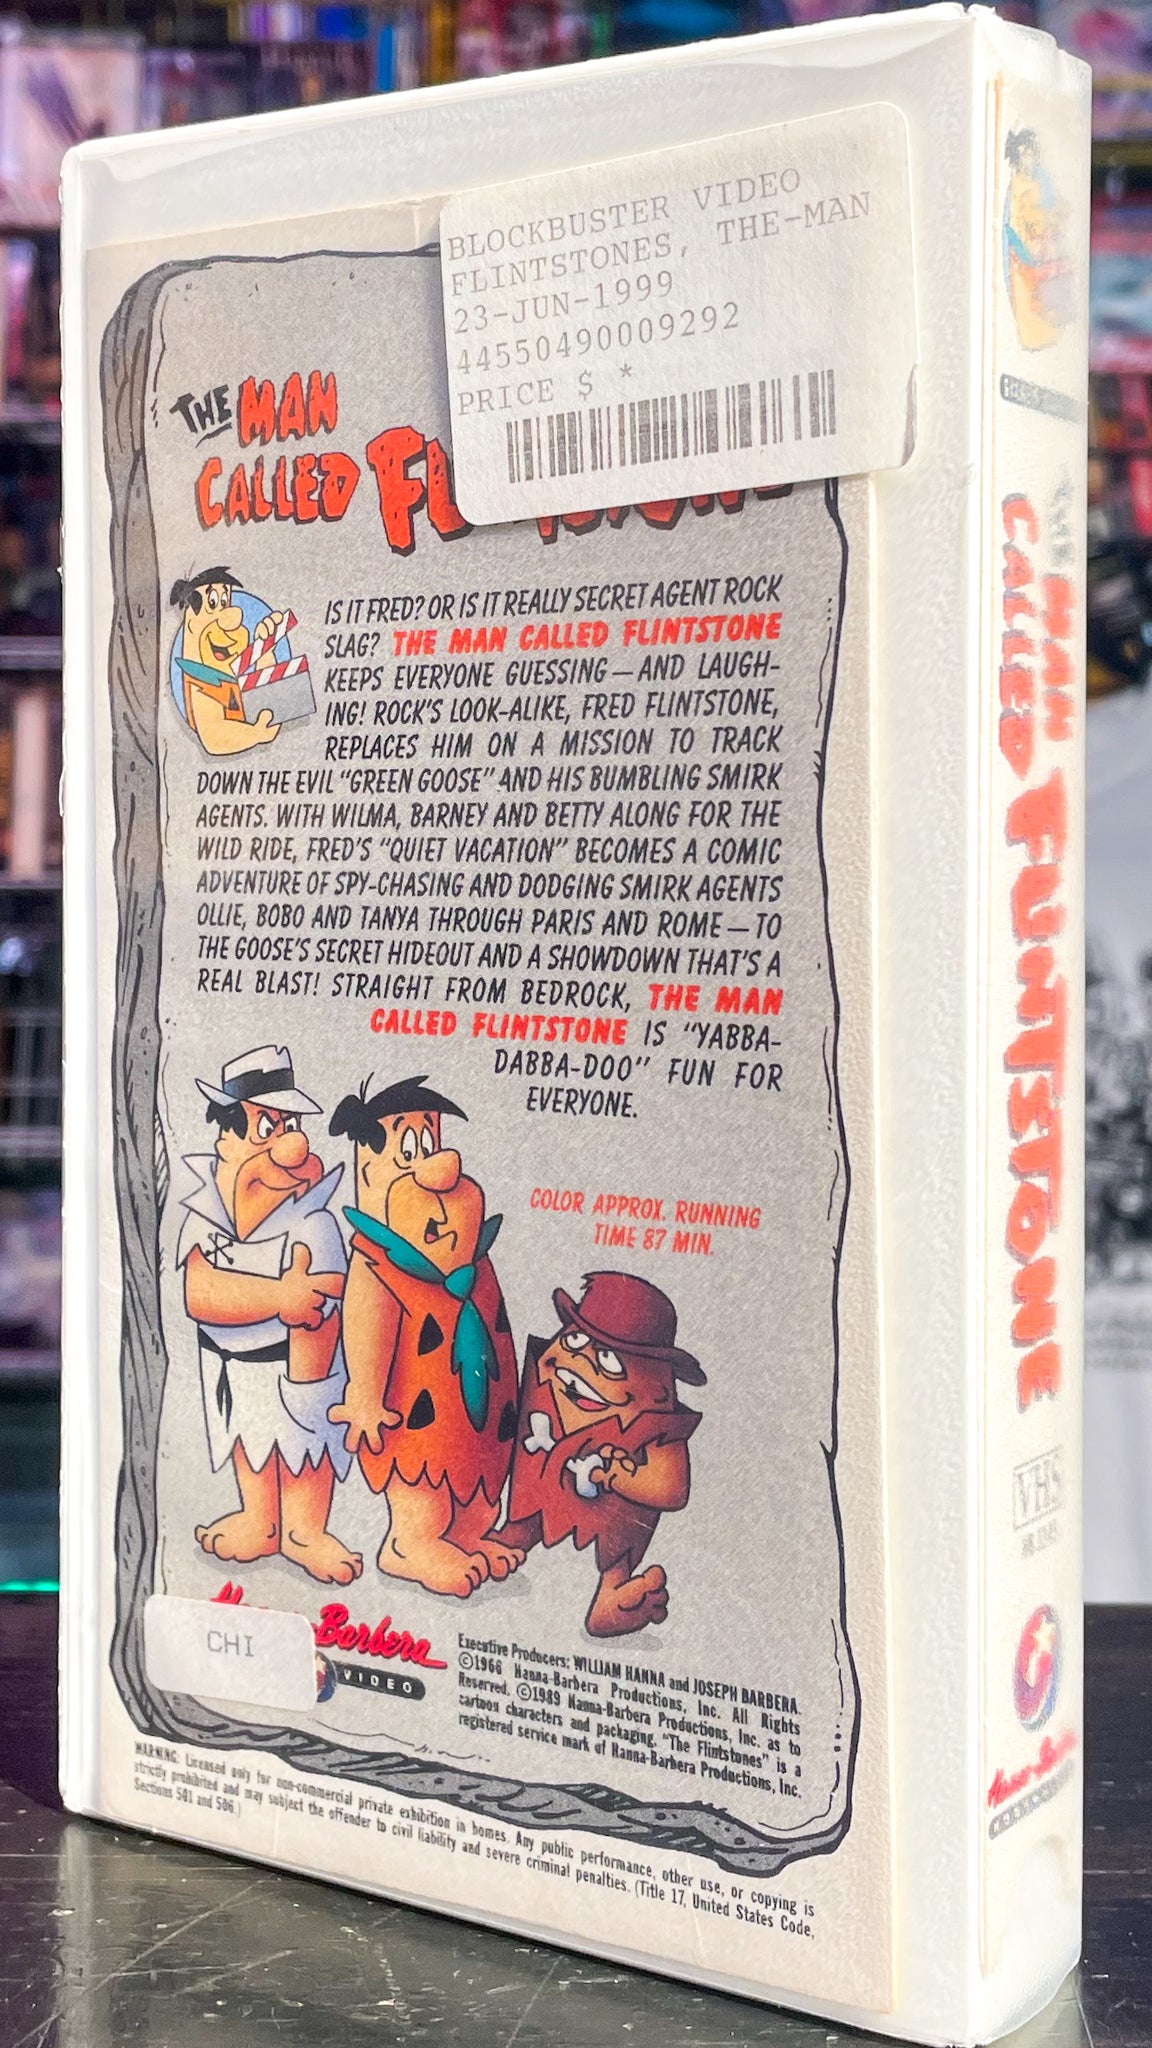 BLOCKBUSTER VIDEO
FLINTSTONES, THE-MAN
23-JUN-1999
44550490009292
PRICE $ *
THE MAN
CALLED
IS IT FRED? OR IS IT REALLY SECRET AGENT ROCK
SLAG? THE MAN CALLED FLINTSTONE
KEEPS EVERYONE GUESSING — AND LAUGH-
ING! ROCK'S LOOK-ALIKE, FRED FLINTSTONE,
REPLACES HIM ON A MISSION TO TRACK
DOWN THE EVIL "GREEN GOOSE" AND HIS BUMBLING SMIRK
AGENTS. WITH WILMA, BARNEY AND BETTY ALONG FOR THE
WILD RIDE, FRED'S "QUIET VACATION" BECOMES A COMIC
ADVENTURE OF SPY-CHASING AND DODGING SMIRK AGENTS
OLLIE, BOBO AND TANYA THROUGH PARIS AND ROME — TO
THE GOOSE'S SECRET HIDEOUT AND A SHOWDOWN THAT'S A
REAL BLAST! STRAIGHT FROM BEDROCK, THE MAN
CALLED FLINTSTONE IS "YABBA-
DABBA-DOO" FUN FOR
EVERYONE.
COLOR APPROX. RUNNING
TIME 87 MIN.
CHI
Barbera
VIDEO
Executive Producers: WILLIAM HANNA and JOSEPH BARBERA.
©1966 Hanna-Barbera Productions, Inc. All Rights
Reserved. ©1989 Hanna-Barbera Productions, Inc. as to
cartoon characters and packaging. "The Flintstones" is a
registered service mark of Hanna-Barbera Productions, Inc.
WARNING: Licensed only for non-commercial private exhibition in homes. Any public performance, other use, or copying is
strictly prohibited and may subject the offender to civil liability and severe criminal penalties. (Title 17, United States Code,
Sections 501 and 506.)
THE MAN
CALLED FLINTSTONE
VHS
Hanna-Barbera